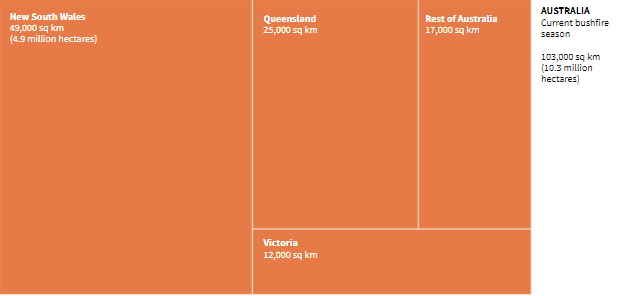 New South Wales
49,000 sq km
(4.9 million hectares)
Queensland
25,000 sq km
Rest of Australia
17,000 sq km
AUSTRALIA
Current bushfire
season
103,000 sq km
(10.3 million
hectares)
Victoria
12,000 sq km